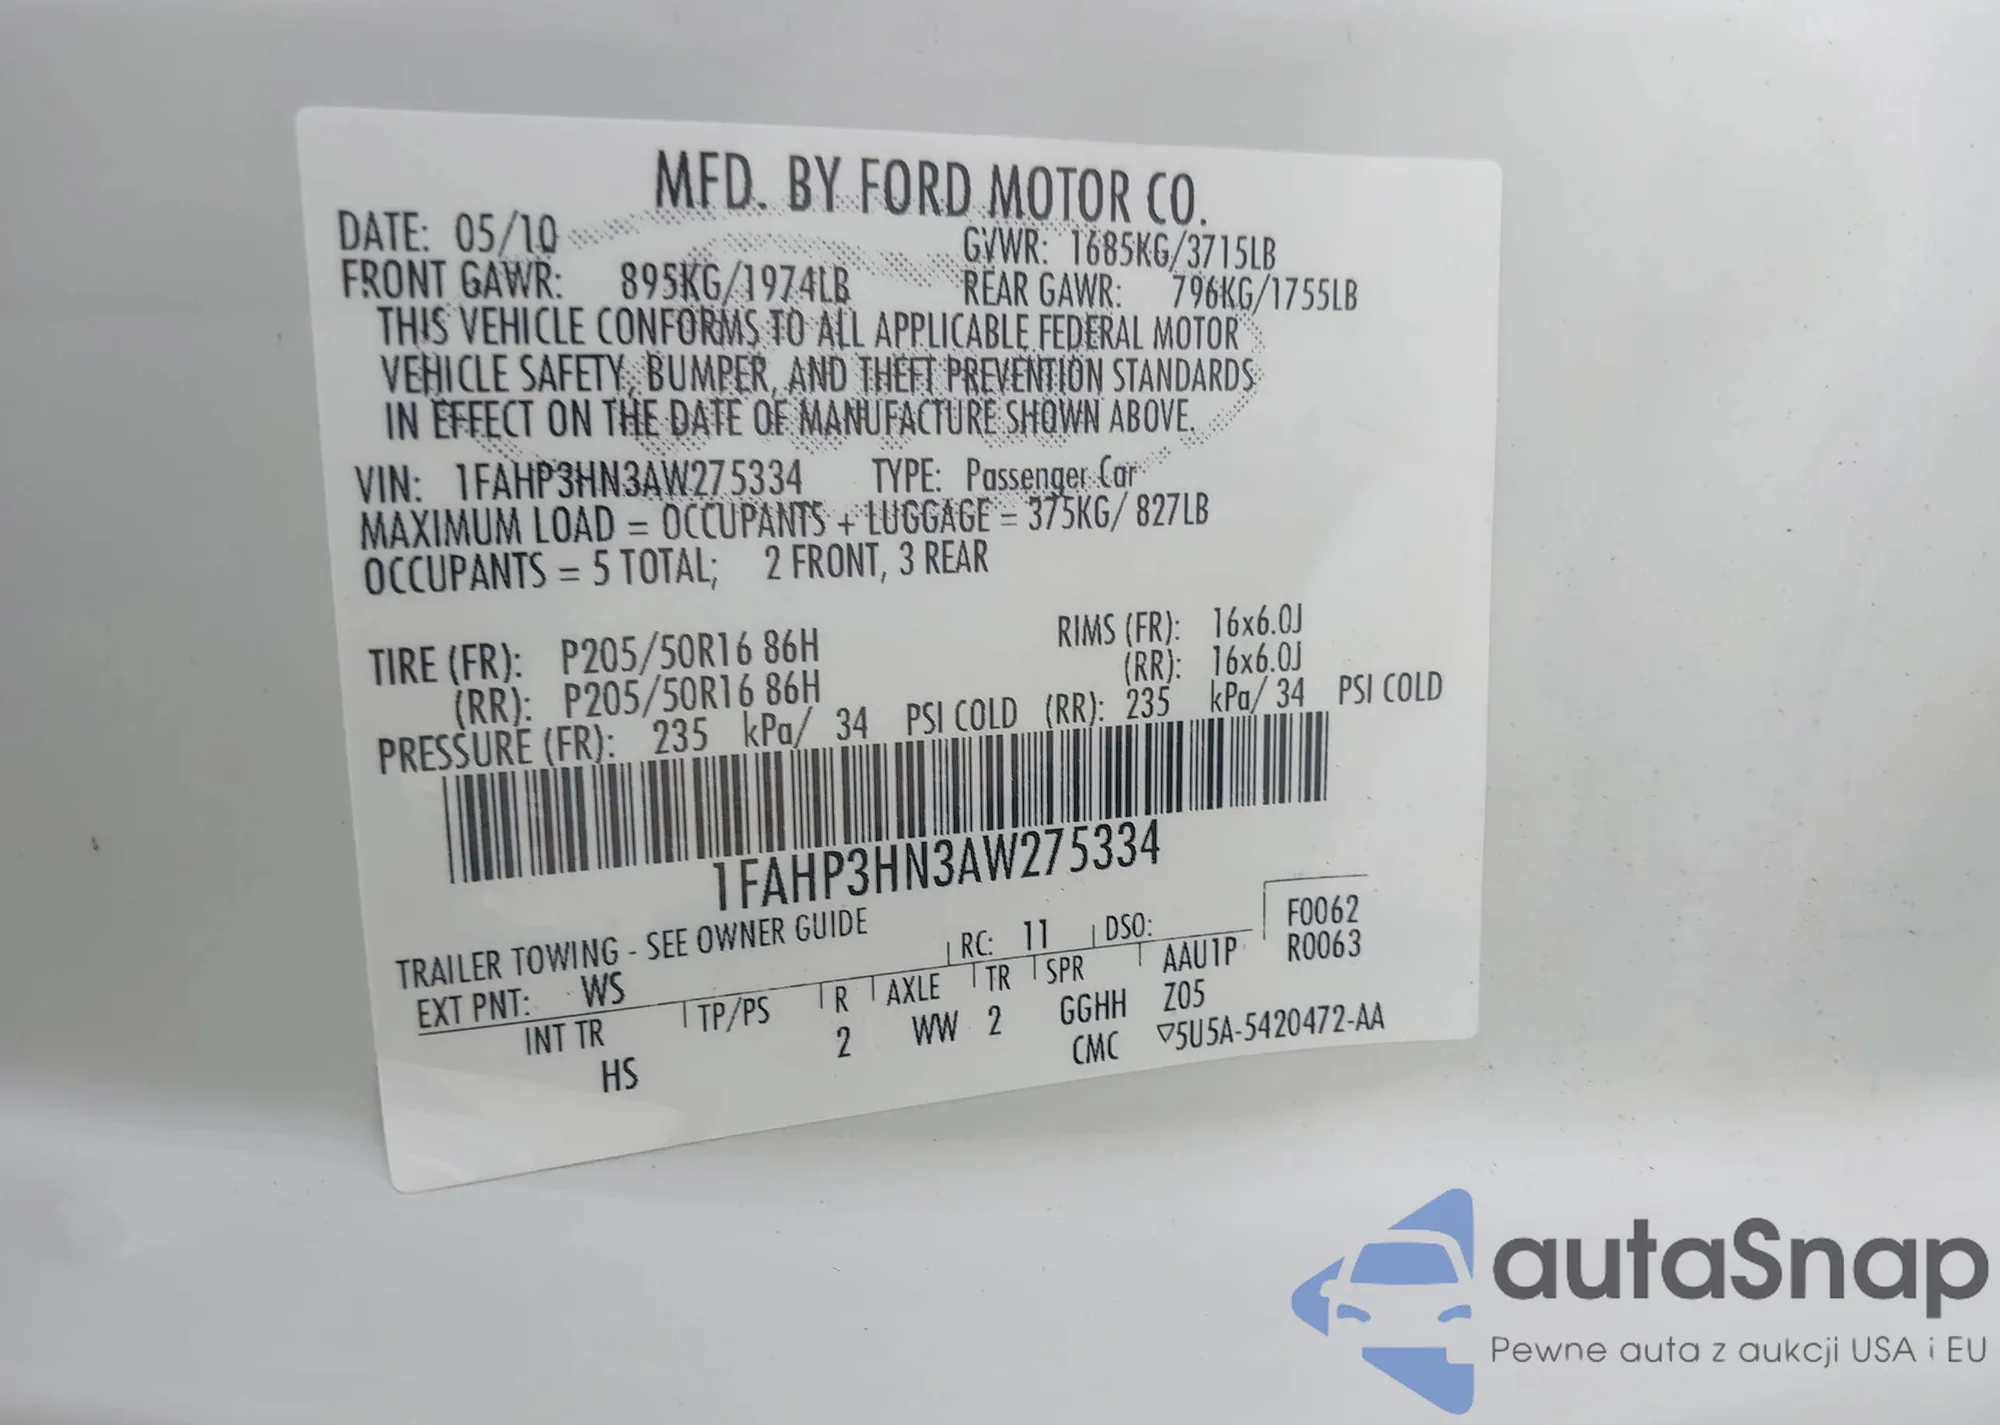 MFD. BY FORD MOTOR CO.
DATE: 05/10
GVWR: 1685KG/3715LB
FRONT GAWR: 895KG/1974LB
REAR GAWR: 796KG/1755LB
THIS VEHICLE CONFORMS TO ALL APPLICABLE FEDERAL MOTOR
VEHICLE SAFETY, BUMPER, AND THEFT PREVENTION STANDARDS
IN EFFECT ON THE DATE OF MANUFACTURE SHOWN ABOVE.
VIN: 1FAHP3HN3AW275334 TYPE: Passenger Car
MAXIMUM LOAD = OCCUPANTS + LUGGAGE = 375KG/ 827LB
OCCUPANTS = 5 TOTAL; 2 FRONT, 3 REAR
TIRE (FR): P205/50R16 86H RIMS (FR): 16x6.0J
(RR): P205/50R16 86H (RR): 16x6.0J
PRESSURE (FR): 235 kPa/ 34 PSI COLD (RR): 235 kPa/ 34 PSI COLD
1FAHP3HN3AW275334
TRAILER TOWING - SEE OWNER GUIDE
F0062
R0063
EXT PNT: WS RC: 11 DSO:
INT TR TP/PS R AXLE TR SPR AAU1P
HS 2 WW 2 GGHH Z05
CMC ▽5U5A-5420472-AA
autaSnap
Pewne auta z aukcji USA i EU